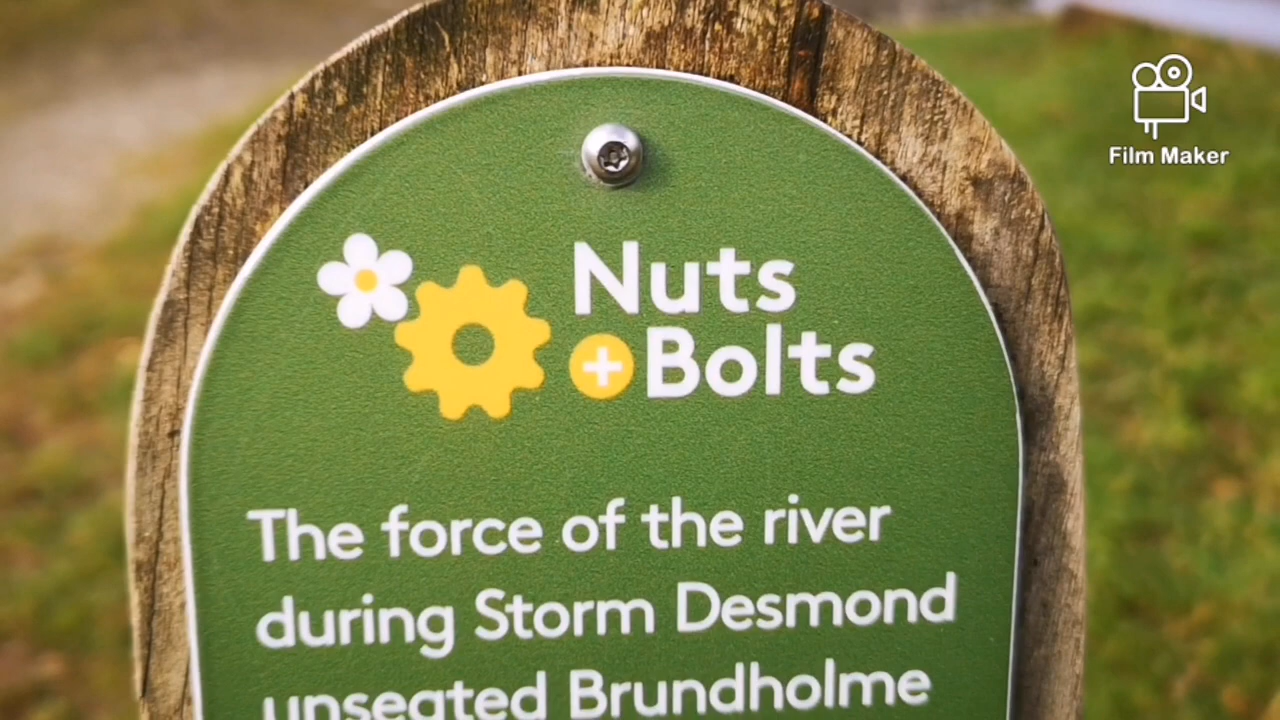 Film Maker
Nuts
+Bolts
The force of the river
during Storm Desmond
unseated Brundholme